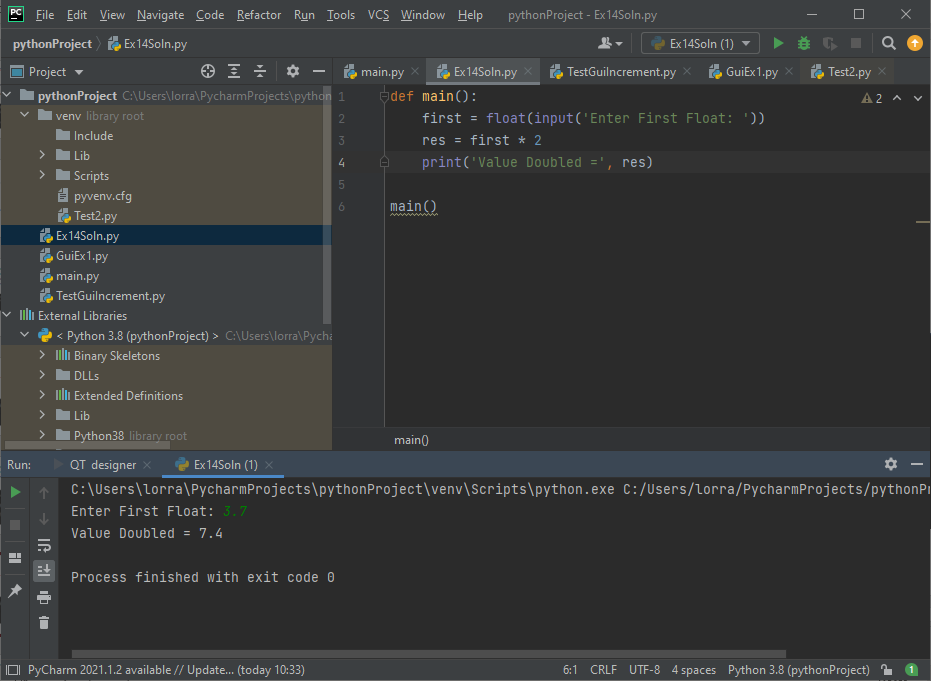 PC File Edit View Navigate Code Refactor Run Tools VCS Window Help pythonProject - Ex14Soln.py
pythonProject Ex14Soln.py Ex14Soln (1)
Project
main.py Ex14Soln.py TestGuiIncrement.py GuiEx1.py Test2.py
pythonProject C:\Users\lorra\PycharmProjects\python
venv library root
Include
Lib
Scripts
pyvenv.cfg
Test2.py
Ex14Soln.py
GuiEx1.py
main.py
TestGuiIncrement.py
External Libraries
< Python 3.8 (pythonProject) > C:\Users\lorra\Pycha
Binary Skeletons
DLLs
Extended Definitions
Lib
Python38 library root
1 def main(): 2
2 first = float(input('Enter First Float: '))
3 res = first * 2
4 print('Value Doubled =', res)
5
6 main()
main()
Run: QT designer Ex14Soln (1)
C:\Users\lorra\PycharmProjects\pythonProject\venv\Scripts\python.exe C:/Users/lorra/PycharmProjects/pythonPr
Enter First Float: 3.7
Value Doubled = 7.4
Process finished with exit code 0
PyCharm 2021.1.2 available // Update... (today 10:33) 6:1 CRLF UTF-8 4 spaces Python 3.8 (pythonProject) 1